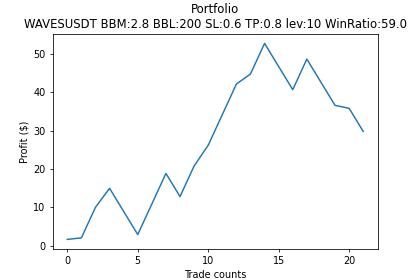 Portfolio
WAVESUSDT BBM:2.8 BBL:200 SL:0.6 TP:0.8 lev:10 WinRatio:59.0
50
40
30
20
10
0
Profit ($)
0 5 10 15 20
Trade counts